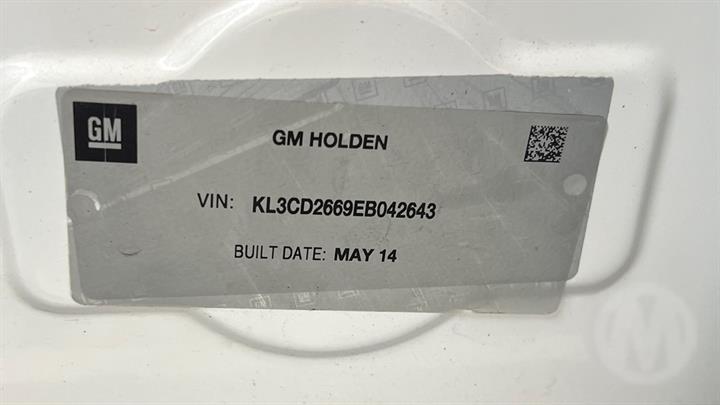 GM
GM HOLDEN
VIN: KL3CD2669EB042643
BUILT DATE: MAY 14